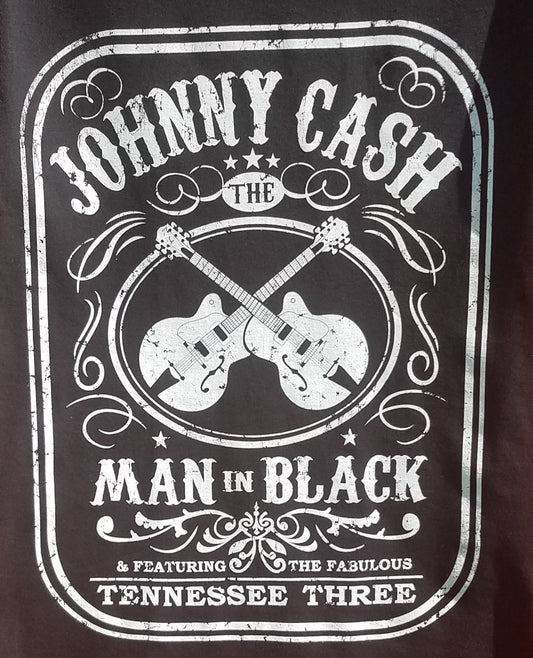 JOHNNY CASH
THE
MAN IN BLACK
& FEATURING THE FABULOUS
TENNESSEE THREE